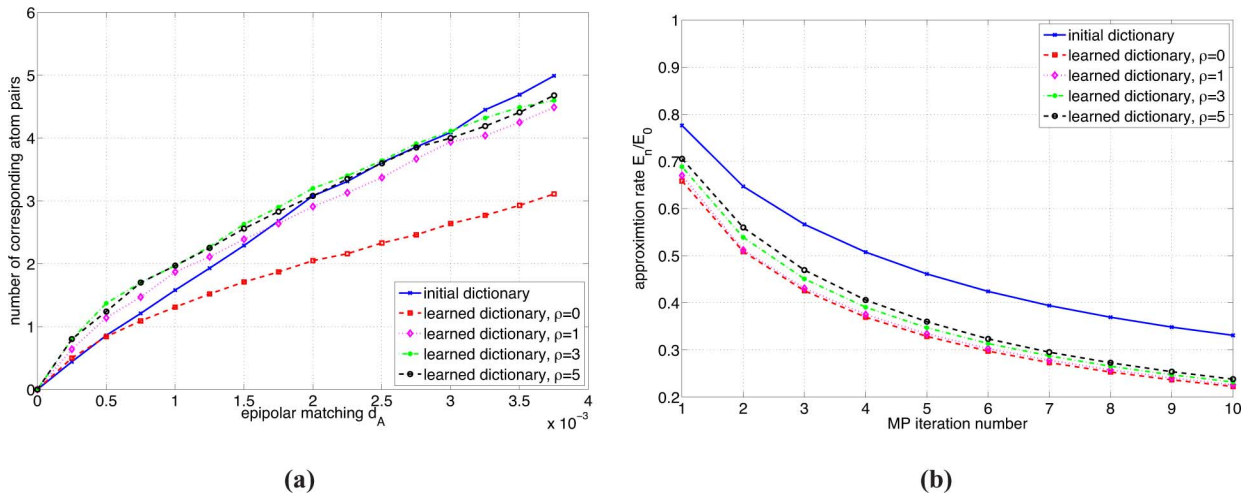 6
5
4
3
2
1
0
number of corresponding atom pairs
0 0.5 1 1.5 2 2.5 3 3.5 4
x 10⁻³
epipolar matching d_A
initial dictionary
learned dictionary, ρ=0
learned dictionary, ρ=1
learned dictionary, ρ=3
learned dictionary, ρ=5
(a)
1
0.9
0.8
0.7
0.6
0.5
0.4
0.3
0.2
approximtion rate E_n/E_0
1 2 3 4 5 6 7 8 9 10
MP iteration number
initial dictionary
learned dictionary, ρ=0
learned dictionary, ρ=1
learned dictionary, ρ=3
learned dictionary, ρ=5
(b)